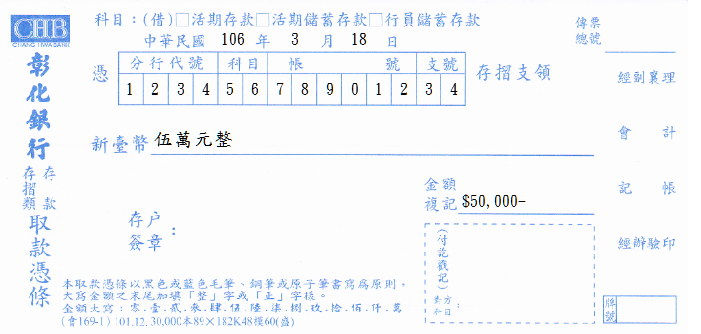 科目：(借)□活期存款□活期儲蓄存款□行員儲蓄存款
傳票
總號
中華民國 106 年 3 月 18 日
CHB
CHANG HWA BANK
彰化銀行
存款
存摺類
取款憑條
憑
分行代號 科目 帳 號 支號
1 2 3 4 5 6 7 8 9 0 1 2 3 4
存摺支領
經副襄理
會 計
記 帳
經辦驗印
新臺幣 伍萬元整
金額
複記 $50,000-
存户
簽章：
(付訖戳記)
對方
科目：
牌
號
本取款憑條以黑色或藍色毛筆、鋼筆或原子筆書寫為原則，
大寫金額之末尾加填「整」字或「正」字樣。
金額大寫：零．壹．貳．參．肆．伍．陸．柒．捌．玖．拾．佰．仟．萬
(會169-1) (01.12. 30,000本89×182K48模60(盛)